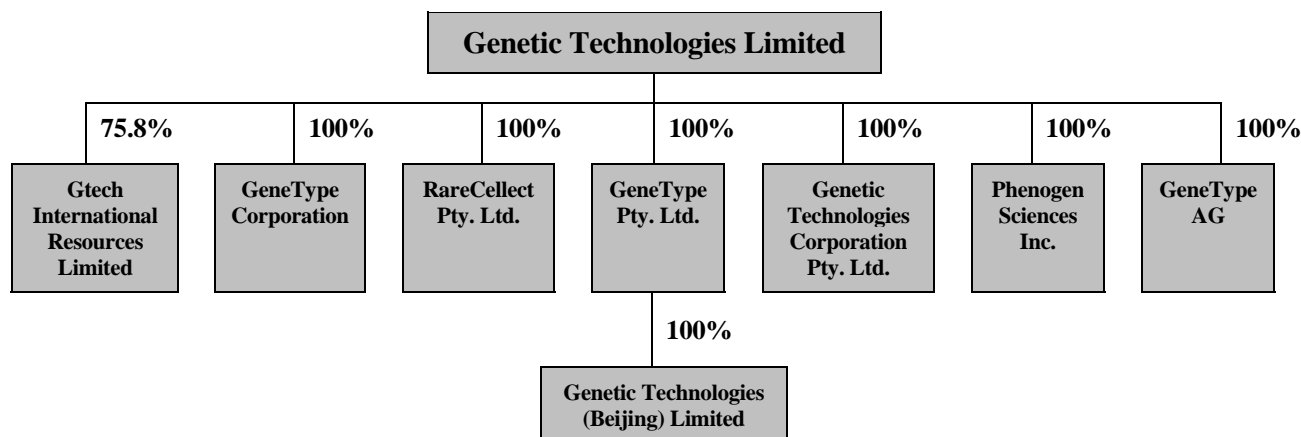 Genetic Technologies Limited
75.8%
100%
100%
100%
100%
100%
100%
Gtech
International
Resources
Limited
GeneType
Corporation
RareCellect
Pty. Ltd.
GeneType
Pty. Ltd.
Genetic
Technologies
Corporation
Pty. Ltd.
Phenogen
Sciences
Inc.
GeneType
AG
100%
Genetic Technologies
(Beijing) Limited